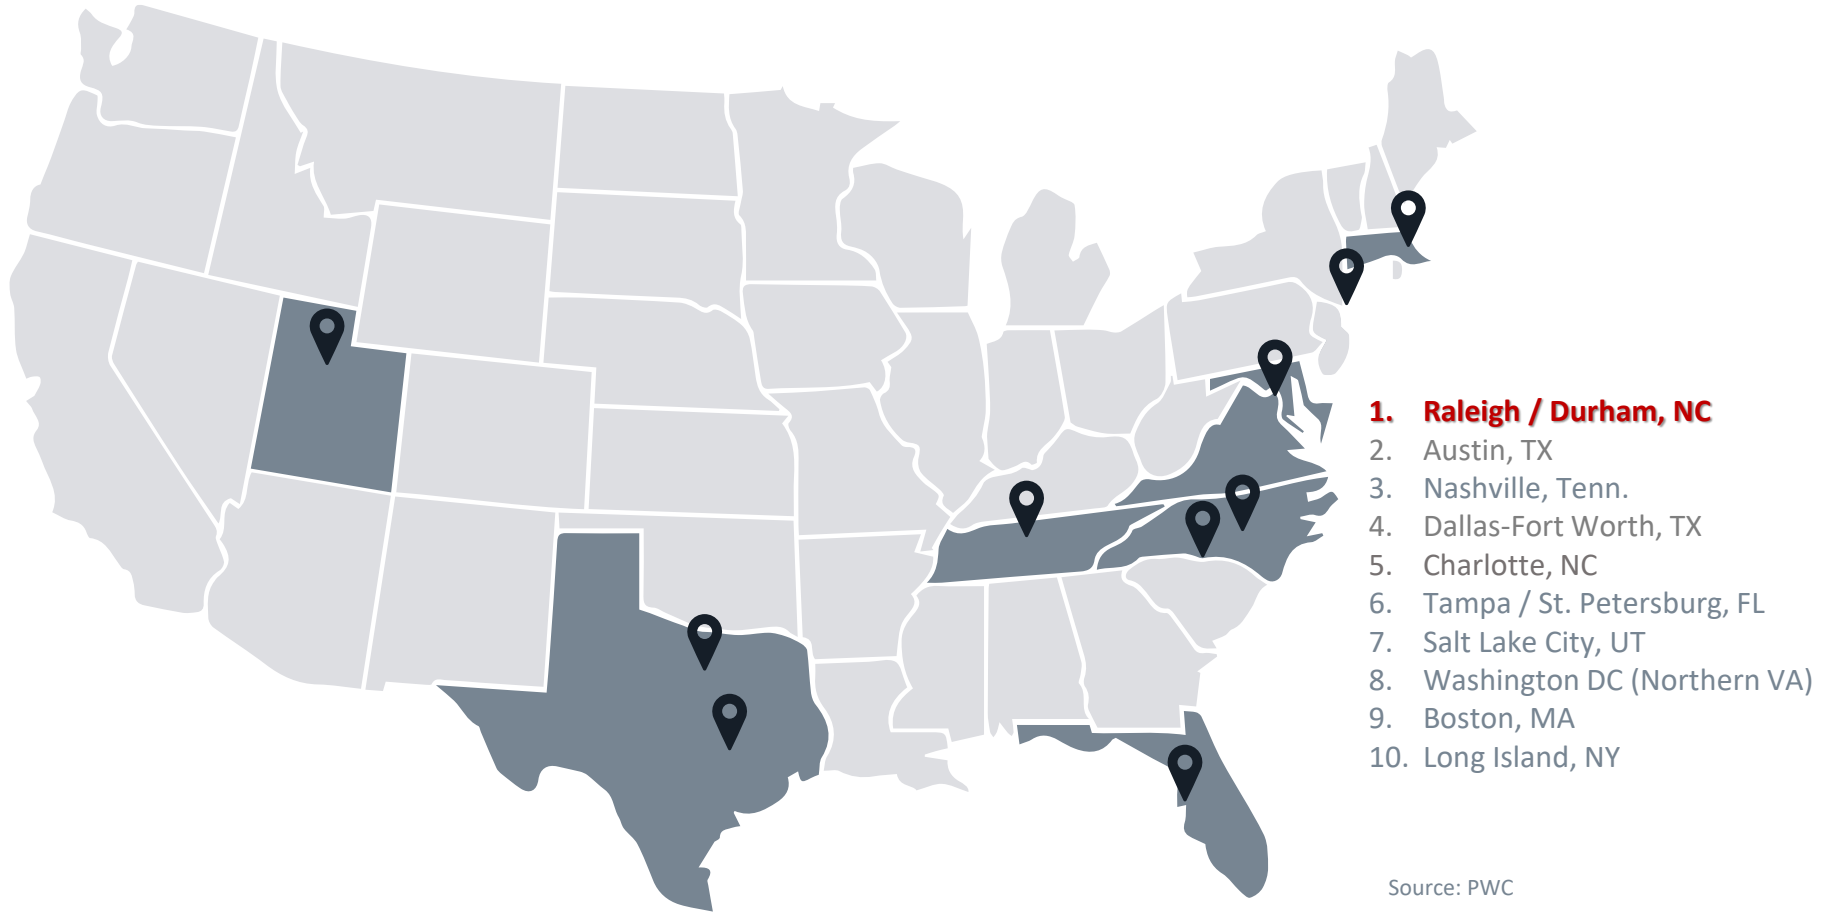 1. Raleigh / Durham, NC
2. Austin, TX
3. Nashville, Tenn.
4. Dallas-Fort Worth, TX
5. Charlotte, NC
6. Tampa / St. Petersburg, FL
7. Salt Lake City, UT
8. Washington DC (Northern VA)
9. Boston, MA
10. Long Island, NY
Source: PWC